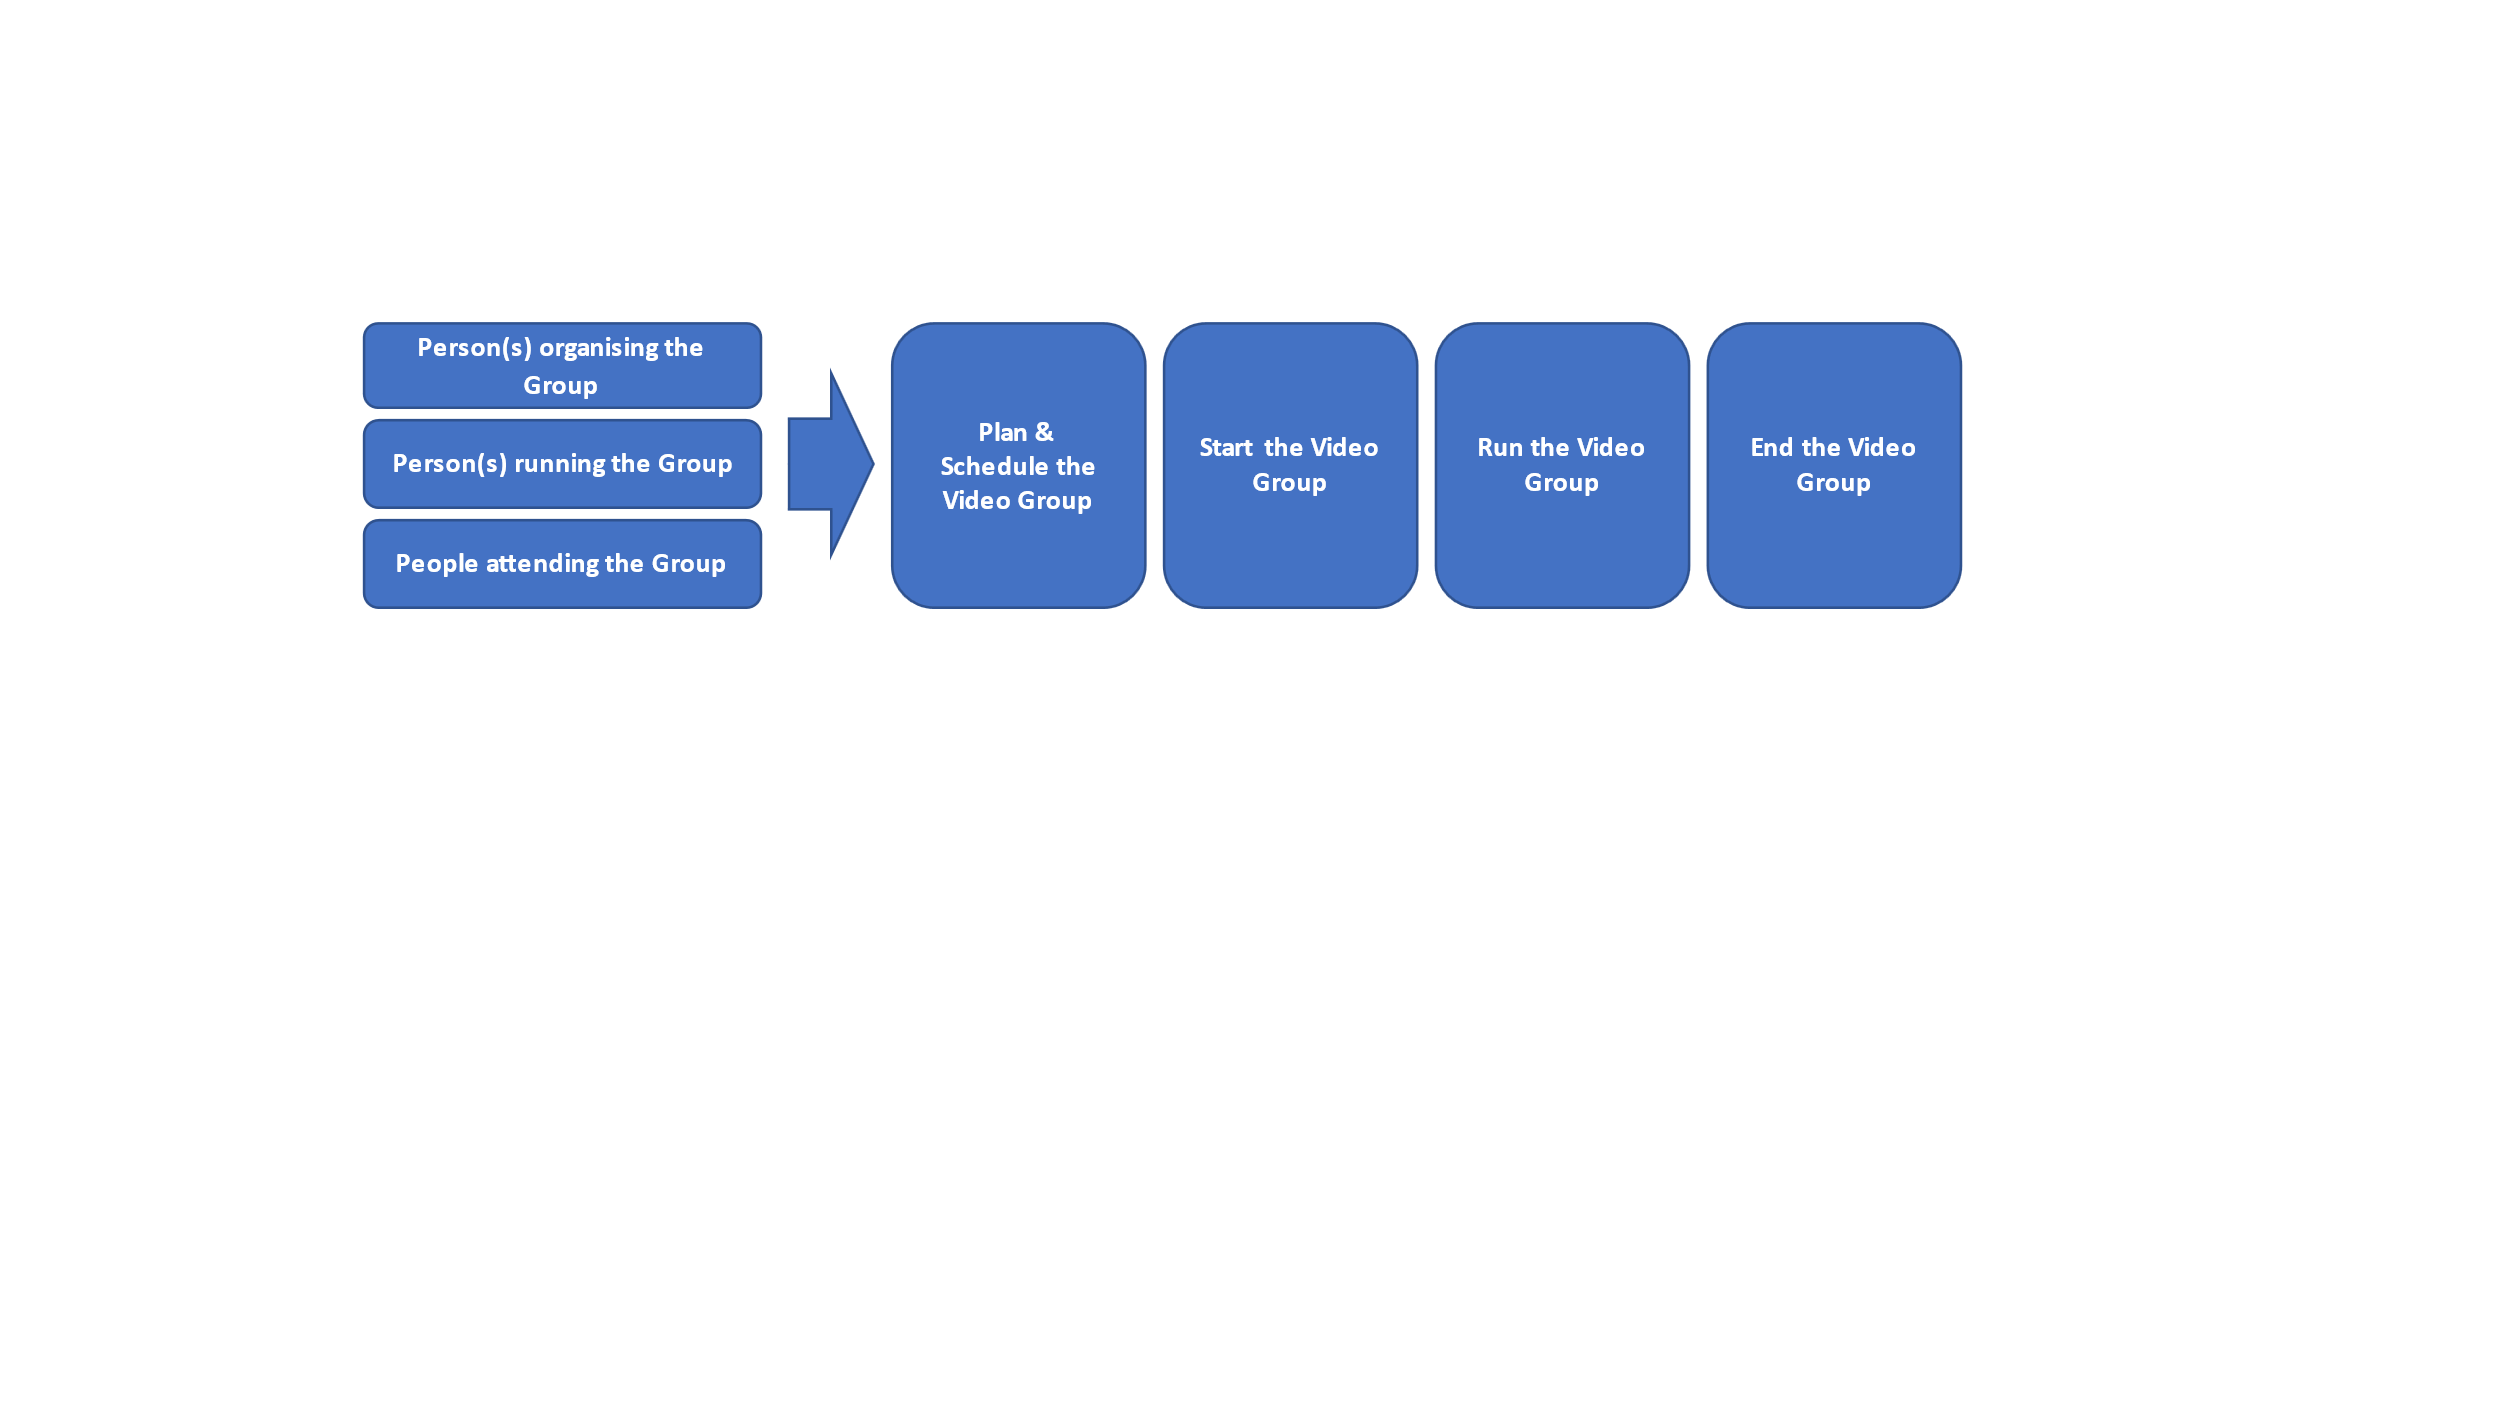 Person(s) organising the
Group
Person(s) running the Group
People attending the Group
Plan &
Schedule the
Video Group
Start  the Video
Group
Run the Video
Group
End the Video
Group